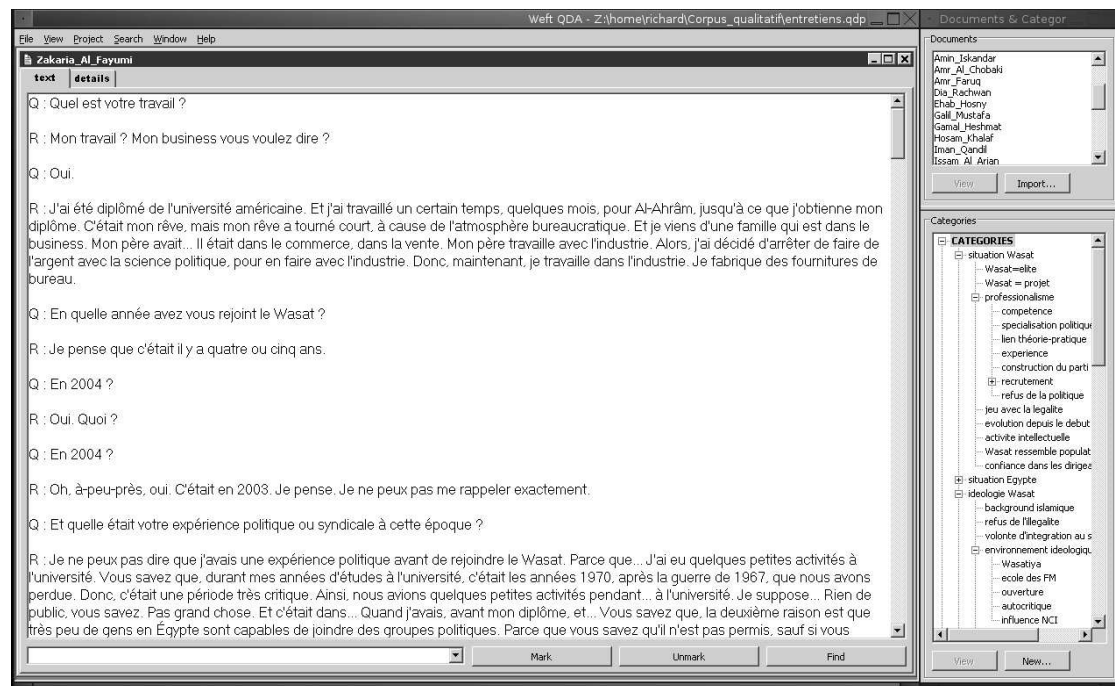 Weft QDA - Z:\home\richard\Corpus_qualitatif\entretiens.qdp
File View Project Search Window Help
Zakaria_Al_Fayumi
text details
Q : Quel est votre travail ?
R : Mon travail ? Mon business vous voulez dire ?
Q : Oui.
R : J'ai été diplômé de l'université américaine. Et j'ai travaillé un certain temps, quelques mois, pour Al-Ahrâm, jusqu'à ce que j'obtienne mon
diplôme. C'était mon rêve, mais mon rêve a tourné court, à cause de l'atmosphère bureaucratique. Et je viens d'une famille qui est dans le
business. Mon père avait... Il était dans le commerce, dans la vente. Mon père travaille avec l'industrie. Alors, j'ai décidé d'arrêter de faire de
l'argent avec la science politique, pour en faire avec l'industrie. Donc, maintenant, je travaille dans l'industrie. Je fabrique des fournitures de
bureau.
Q : En quelle année avez vous rejoint le Wasat ?
R : Je pense que c'était il y a quatre ou cinq ans.
Q : En 2004 ?
R : Oui. Quoi ?
Q : En 2004 ?
R : Oh, à-peu-près, oui. C'était en 2003. Je pense. Je ne peux pas me rappeler exactement.
Q : Et quelle était votre expérience politique ou syndicale à cette époque ?
R : Je ne peux pas dire que j'avais une expérience politique avant de rejoindre le Wasat. Parce que... J'ai eu quelques petites activités à
l'université. Vous savez que, durant mes années d'études à l'université, c'était les années 1970, après la guerre de 1967, que nous avons
perdue. Donc, c'était une période très critique. Ainsi, nous avions quelques petites activités pendant... à l'université. Je suppose... Rien de
public, vous savez. Pas grand chose. Et c'était dans... Quand j'avais, avant mon diplôme, et... Vous savez que, la deuxième raison est que
très peu de gens en Égypte sont capables de joindre des groupes politiques. Parce que vous savez qu'il n'est pas permis, sauf si vous
Mark Unmark Find
Documents & Categor
Documents
Amin_Iskandar
Amr_Al_Chobaki
Amr_Faruq
Dia_Rachwan
Ehab_Hosny
Galil_Mustafa
Gamal_Heshmat
Hosam_Khalaf
Iman_Qandil
Issam_Al_Arian
View Import...
Categories
CATEGORIES
situation Wasat
Wasat=elite
Wasat = projet
professionalisme
competence
specialisation politique
lien théorie-pratique
experience
construction du parti
recrutement
refus de la politique
jeu avec la legalite
evolution depuis le debut
activite intellectuelle
Wasat ressemble populat
confiance dans les dirigea
situation Egypte
ideologie Wasat
background islamique
refus de l'illegalite
volonte d'integration au s
environnement ideologiqu
Wasatiya
ecole des FM
ouverture
autocritique
influence NCI
View New...